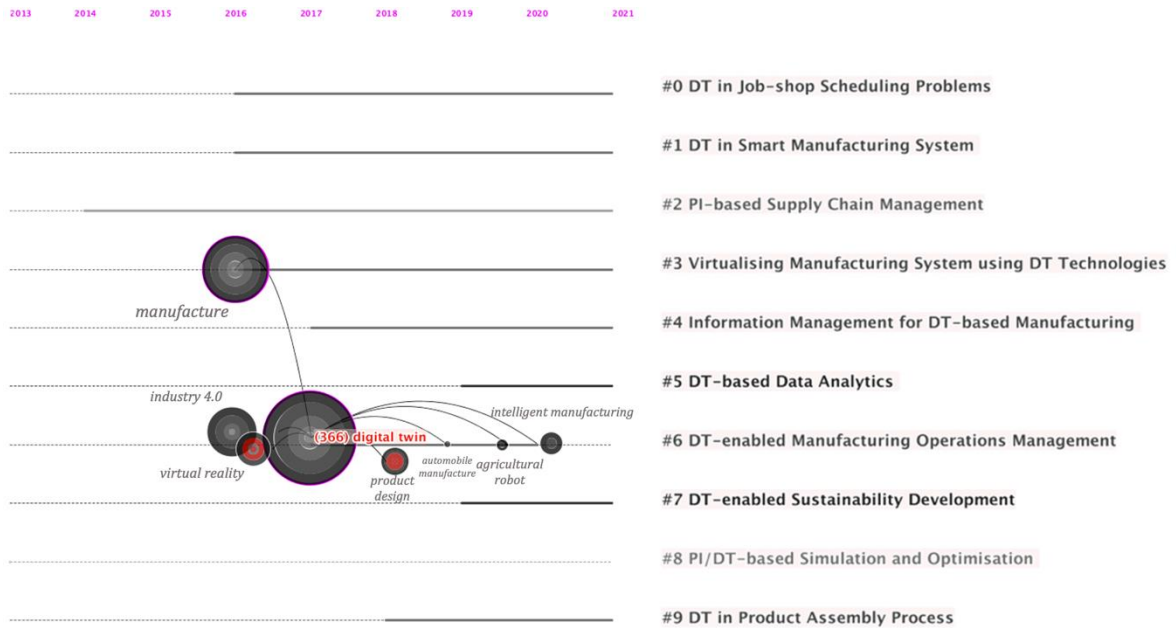 2013 2014 2015 2016 2017 2018 2019 2020 2021
#0 DT in Job-shop Scheduling Problems
#1 DT in Smart Manufacturing System
#2 PI-based Supply Chain Management
#3 Virtualising Manufacturing System using DT Technologies
manufacture
#4 Information Management for DT-based Manufacturing
#5 DT-based Data Analytics
industry 4.0
intelligent manufacturing
(366) digital twin
#6 DT-enabled Manufacturing Operations Management
virtual reality
product
design
automobile
manufacture
agricultural
robot
#7 DT-enabled Sustainability Development
#8 PI/DT-based Simulation and Optimisation
#9 DT in Product Assembly Process